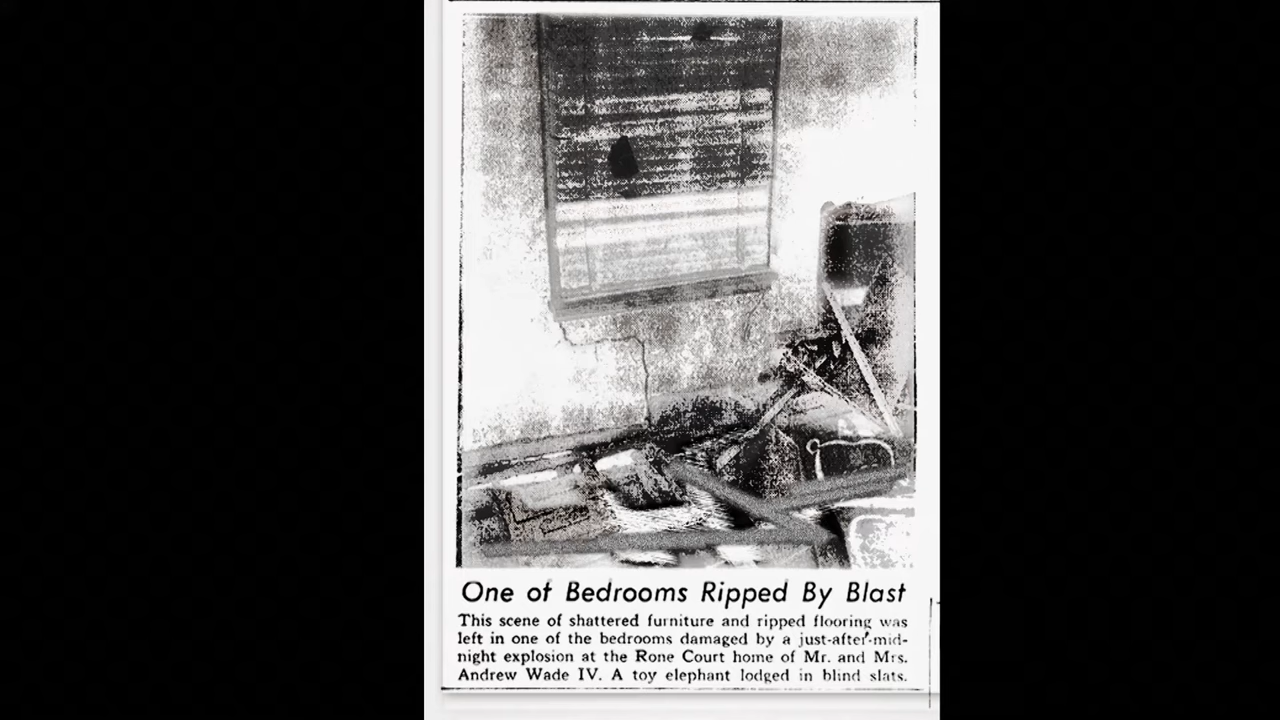 One of Bedrooms Ripped By Blast
This scene of shattered furniture and ripped flooring was
left in one of the bedrooms damaged by a just-after-mid-
night explosion at the Rone Court home of Mr. and Mrs.
Andrew Wade IV. A toy elephant lodged in blind slats.